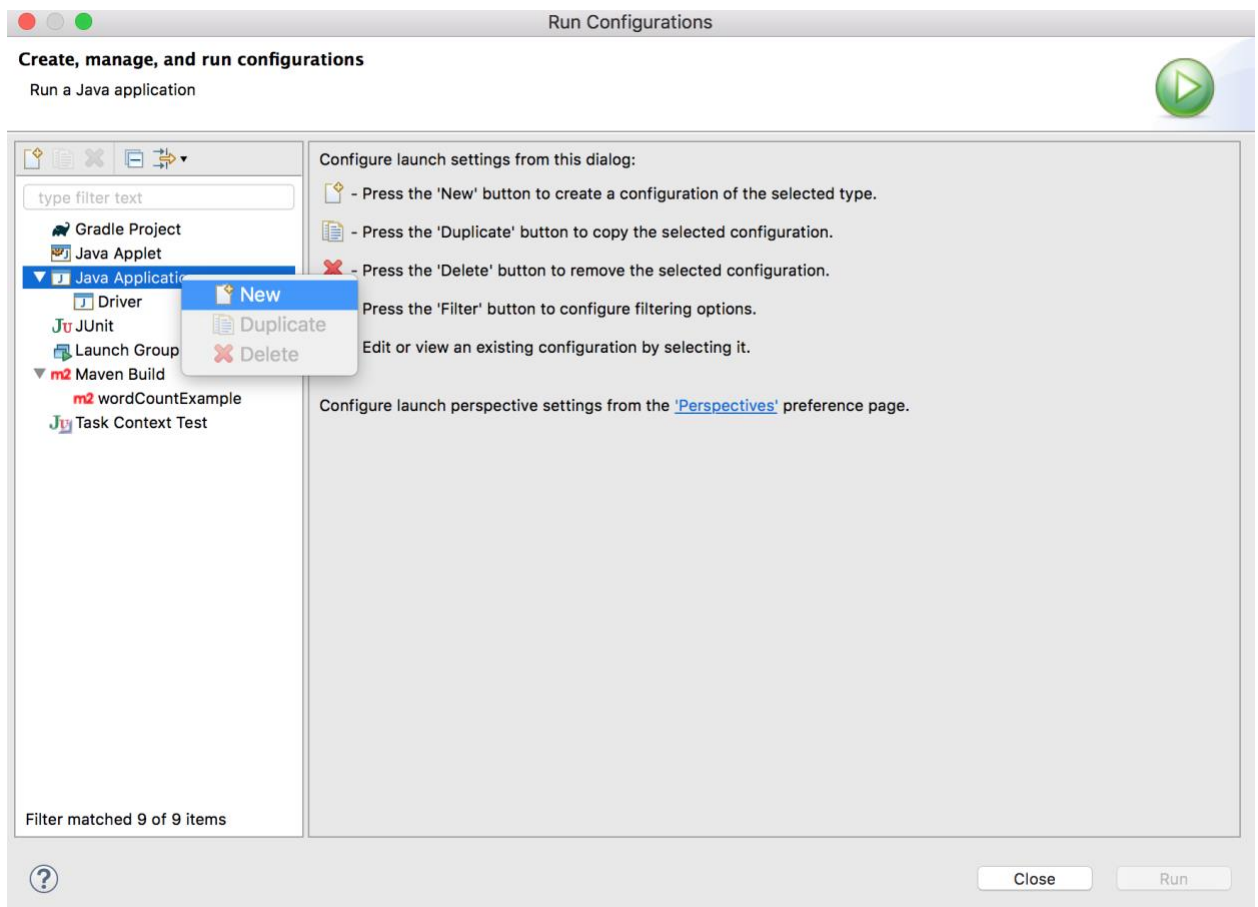 Run Configurations
Create, manage, and run configurations
Run a Java application
type filter text
Gradle Project
Java Applet
Java Applicatio
Driver
JUnit
Launch Group
Maven Build
m2 wordCountExample
Task Context Test
Filter matched 9 of 9 items
New
Duplicate
Delete
Configure launch settings from this dialog:
- Press the 'New' button to create a configuration of the selected type.
- Press the 'Duplicate' button to copy the selected configuration.
- Press the 'Delete' button to remove the selected configuration.
Press the 'Filter' button to configure filtering options.
Edit or view an existing configuration by selecting it.
Configure launch perspective settings from the 'Perspectives' preference page.
?
Close
Run